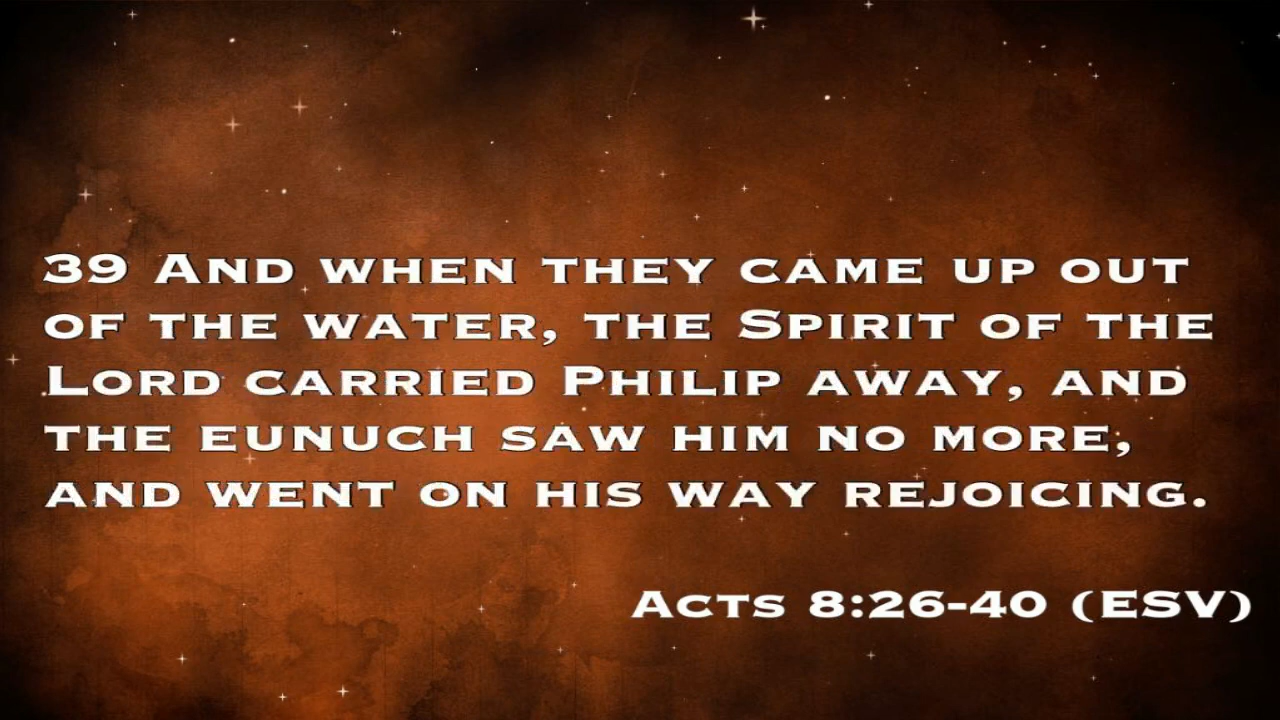 39 And when they came up out
of the water, the Spirit of the
Lord carried Philip away, and
the eunuch saw him no more,
and went on his way rejoicing.
Acts 8:26-40 (ESV)